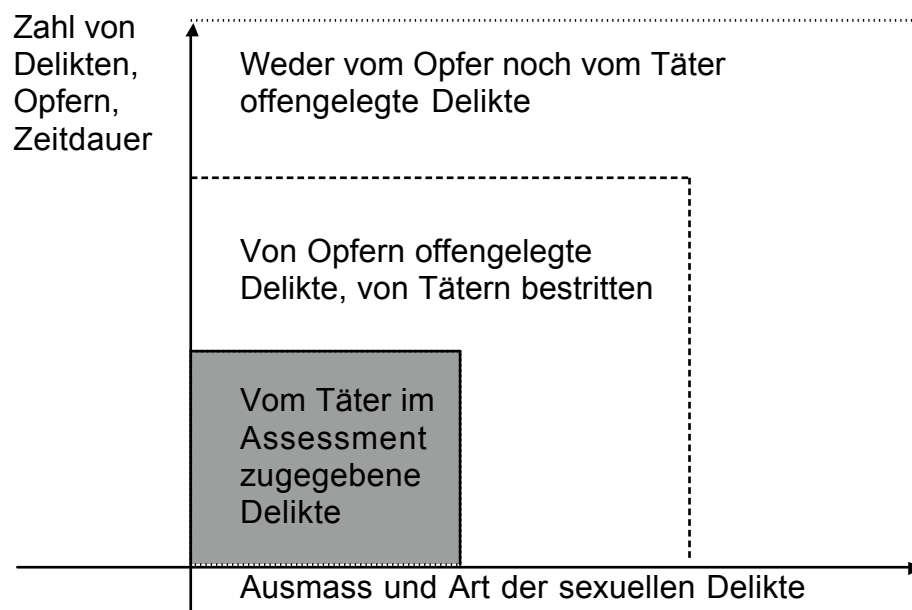 Zahl von
Delikten,
Opfern,
Zeitdauer
Weder vom Opfer noch vom Täter
offengelegte Delikte
Von Opfern offengelegte
Delikte, von Tätern bestritten
Vom Täter im
Assessment
zugegebene
Delikte
Ausmass und Art der sexuellen Delikte